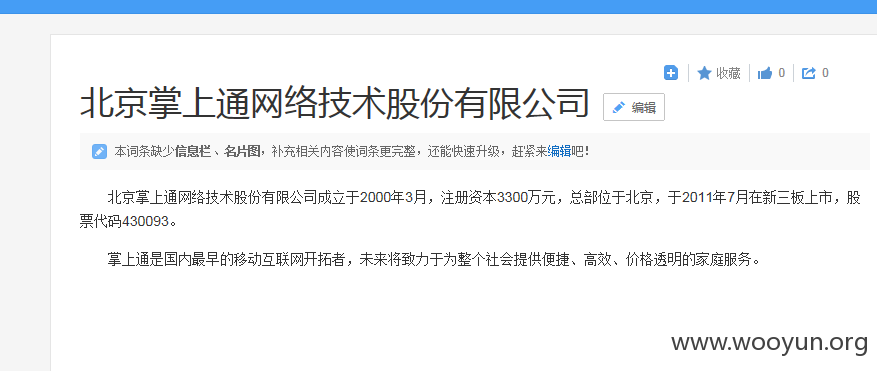 收藏 0 0
北京掌上通网络技术股份有限公司 编辑
本词条缺少信息栏、名片图，补充相关内容使词条更完整，还能快速升级，赶紧来编辑吧！
北京掌上通网络技术股份有限公司成立于2000年3月，注册资本3300万元，总部位于北京，于2011年7月在新三板上市，股
票代码430093。
掌上通是国内最早的移动互联网开拓者，未来将致力于为整个社会提供便捷、高效、价格透明的家庭服务。
www.wooyun.org